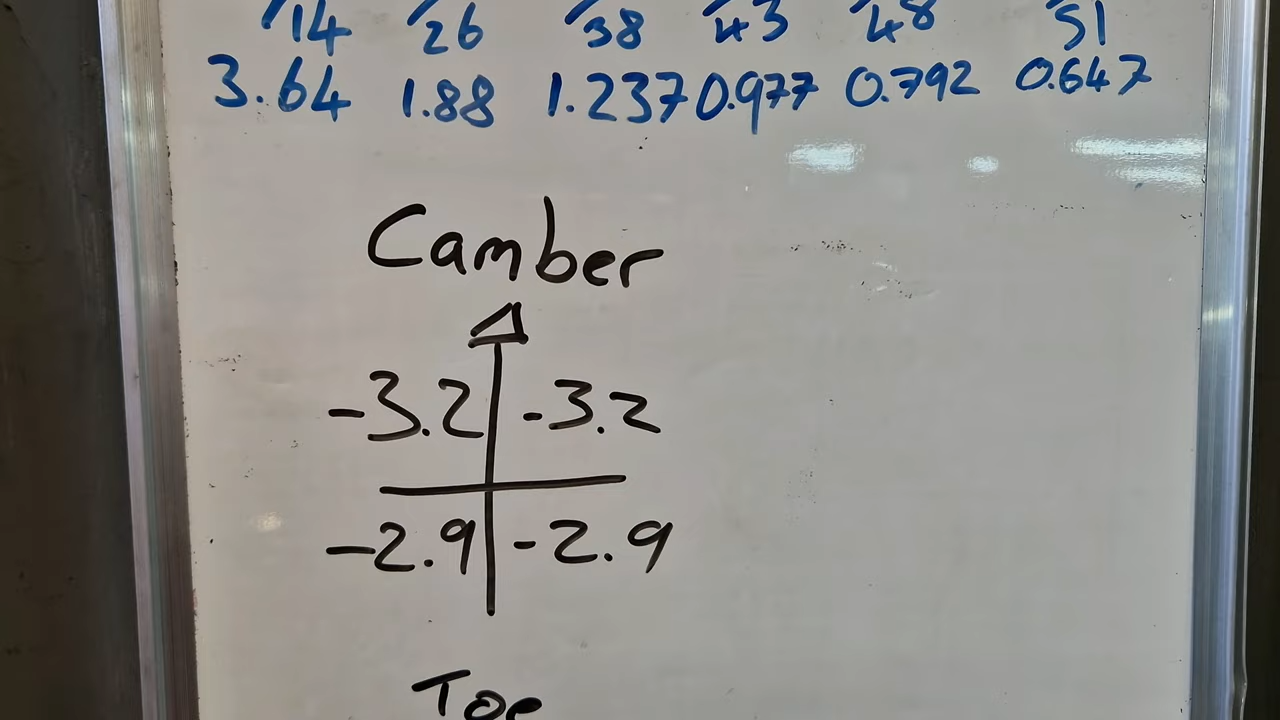 /14 /26 /38 /43 /48 51
3.64 1.88 1.237 0.977 0.792 0.647
Camber
-3.2 -3.2
-2.9 -2.9
Toe